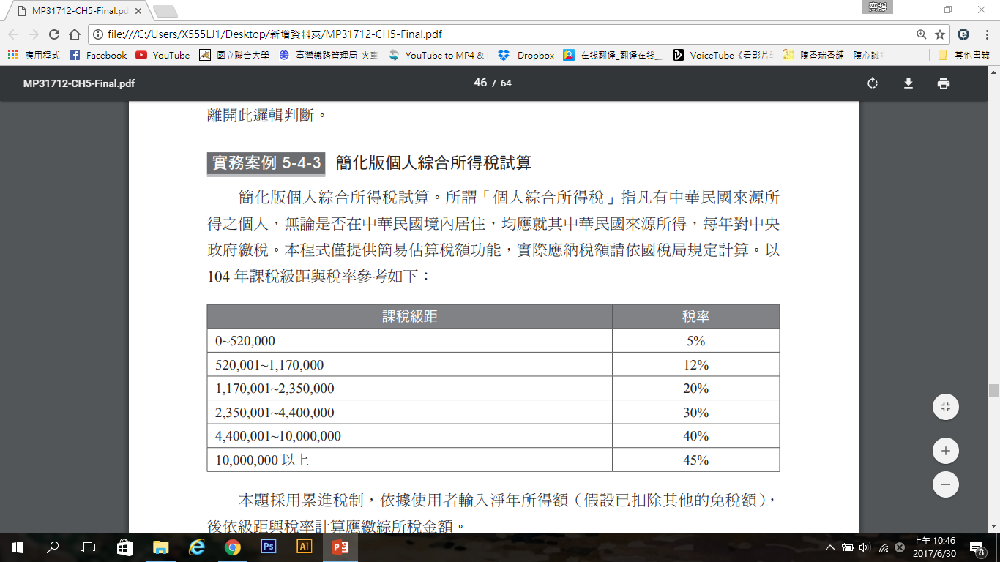 MP31712-CH5-Final.pd
奕靜
file:///C:/Users/X555LJ1/Desktop/新增資料夾/MP31712-CH5-Final.pdf
應用程式 Facebook YouTube 國立聯合大學 臺灣鐵路管理局-火車 YouTube to MP4 & Dropbox 在线翻译_翻译在线_ VoiceTube《看影片 陳香瑞香舖 – 陳心誠 其他書籤
MP31712-CH5-Final.pdf 46 / 64
離開此邏輯判斷。
實務案例 5-4-3 簡化版個人綜合所得稅試算
簡化版個人綜合所得稅試算。所謂「個人綜合所得稅」指凡有中華民國來源所
得之個人，無論是否在中華民國境內居住，均應就其中華民國來源所得，每年對中央
政府繳稅。本程式僅提供簡易估算稅額功能，實際應納稅額請依國稅局規定計算。以
104 年課稅級距與稅率參考如下：
課稅級距 稅率
0~520,000 5%
520,001~1,170,000 12%
1,170,001~2,350,000 20%
2,350,001~4,400,000 30%
4,400,001~10,000,000 40%
10,000,000 以上 45%
本題採用累進稅制，依據使用者輸入淨年所得額（假設已扣除其他的免稅額），
後依級距與稅率計算應繳綜所稅金額。
Ps Ai P
上午 10:46
2017/6/30
8